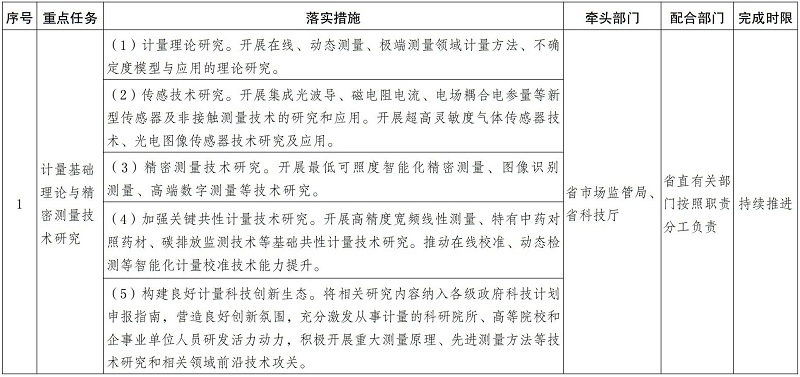 序号 重点任务 落实措施 牵头部门 配合部门 完成时限
1
计量基础
理论与精
密测量技
术研究
（1）计量理论研究。开展在线、动态测量、极端测量领域计量方法、不确
定度模型与应用的理论研究。
（2）传感技术研究。开展集成光波导、磁电阻电流、电场耦合电参量等新
型传感器及非接触测量技术的研究和应用。开展超高灵敏度气体传感器技
术、光电图像传感器技术研究及应用。
（3）精密测量技术研究。开展最低可照度智能化精密测量、图像识别
测量、高端数字测量等技术研究。
（4）加强关键共性计量技术研究。开展高精度宽频线性测量、特有中药对
照药材、碳排放监测技术等基础共性计量技术研究。推动在线校准、动态检
测等智能化计量校准技术能力提升。
（5）构建良好计量科技创新生态。将相关研究内容纳入各级政府科技计划
申报指南，营造良好创新氛围，充分激发从事计量的科研院所、高等院校和
企事业单位人员研发活力动力，积极开展重大测量原理、先进测量方法等技
术研究和相关领域前沿技术攻关。
省市场监管局、
省科技厅
省直有关部
门按照职责
分工负责
持续推进